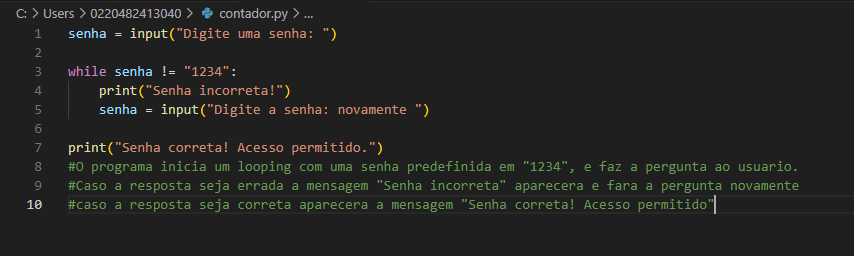 C: > Users > 0220482413040 > contador.py > ...
1 senha = input("Digite uma senha: ")
2
3 while senha != "1234":
4     print("Senha incorreta!")
5     senha = input("Digite a senha: novamente ")
6
7 print("Senha correta! Acesso permitido.")
8 #O programa inicia um looping com uma senha predefinida em "1234", e faz a pergunta ao usuario.
9 #Caso a resposta seja errada a mensagem "Senha incorreta" aparecera e fara a pergunta novamente
10 #caso a resposta seja correta aparecera a mensagem "Senha correta! Acesso permitido"